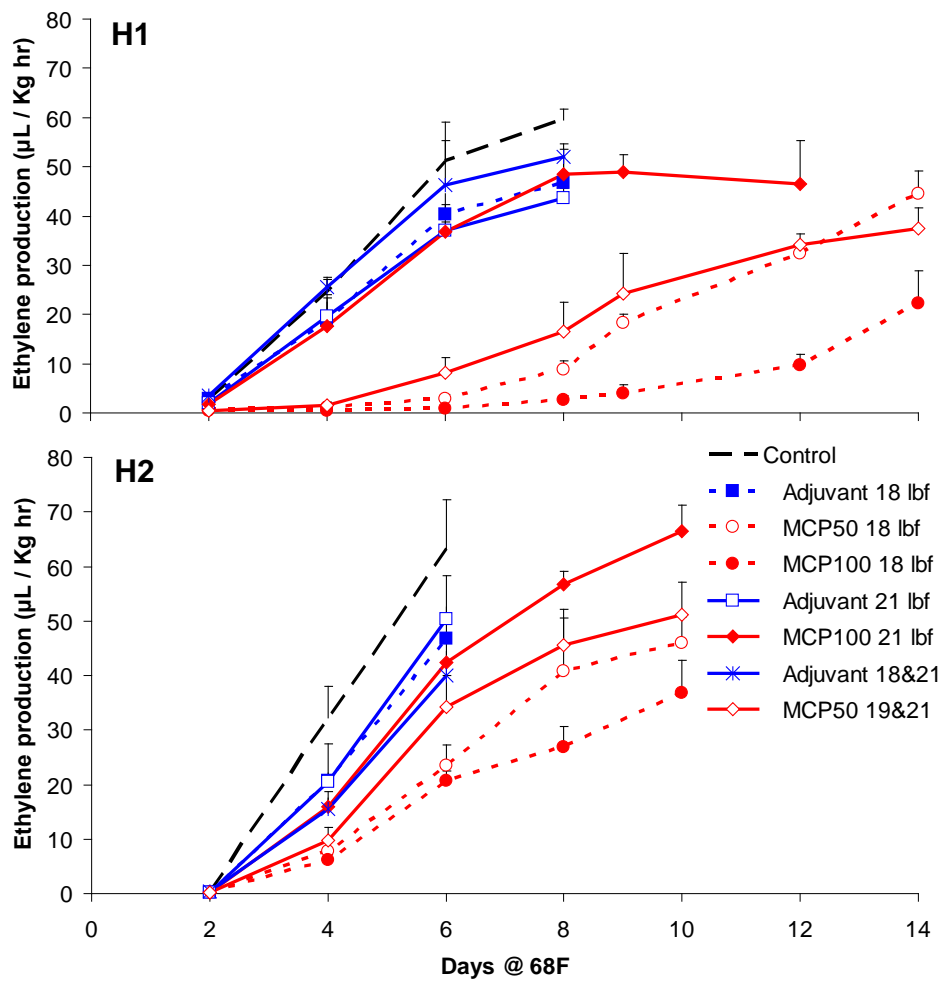 H1
Ethylene production (µL / Kg hr)
80
70
60
50
40
30
20
10
0
H2
Ethylene production (µL / Kg hr)
80
70
60
50
40
30
20
10
0
Control
Adjuvant 18 lbf
MCP50 18 lbf
MCP100 18 lbf
Adjuvant 21 lbf
MCP100 21 lbf
Adjuvant 18&21
MCP50 19&21
0 2 4 6 8 10 12 14
Days @ 68F